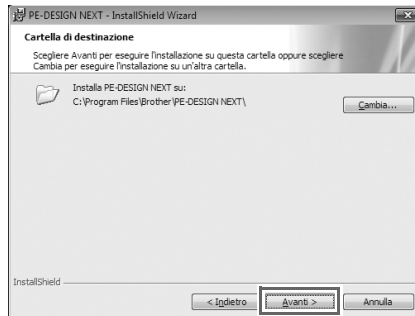 PE-DESIGN NEXT - InstallShield Wizard
Cartella di destinazione
Scegliere Avanti per eseguire l'installazione su questa cartella oppure scegliere
Cambia per eseguire l'installazione su un'altra cartella.
Installa PE-DESIGN NEXT su:
C:\Program Files\Brother\PE-DESIGN NEXT\
Cambia...
InstallShield
< Indietro
Avanti >
Annulla